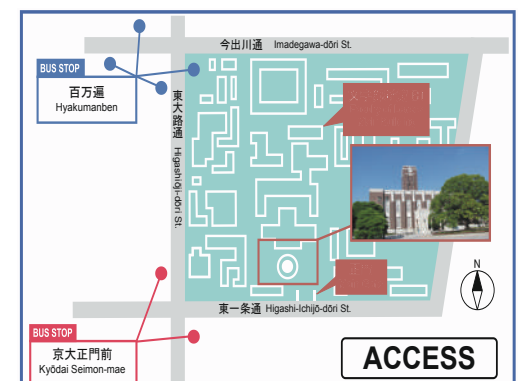 今出川通 Imadegawa-dōri St.
BUS STOP
百万遍
Hyakumanben
東大路通 Higashiōji-dōri St.
正門
N
東一条通 Higashi-Ichijō-dōri St.
BUS STOP
京大正門前
Kyōdai Seimon-mae
ACCESS